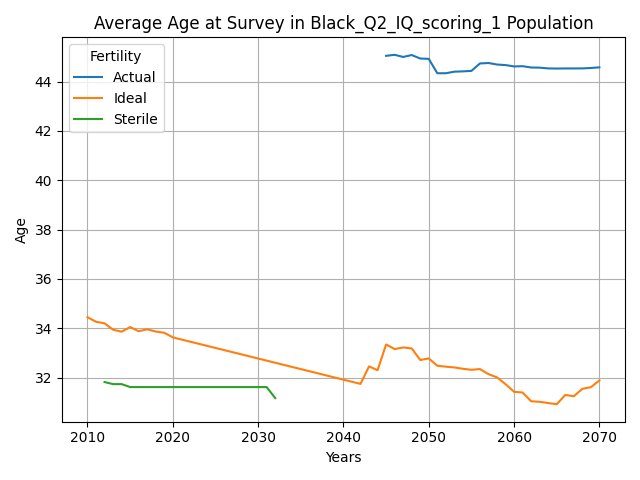 Average Age at Survey in Black_Q2_IQ_scoring_1 Population
Fertility
Actual
Ideal
Sterile
Age
44
42
40
38
36
34
32
2010 2020 2030 2040 2050 2060 2070
Years